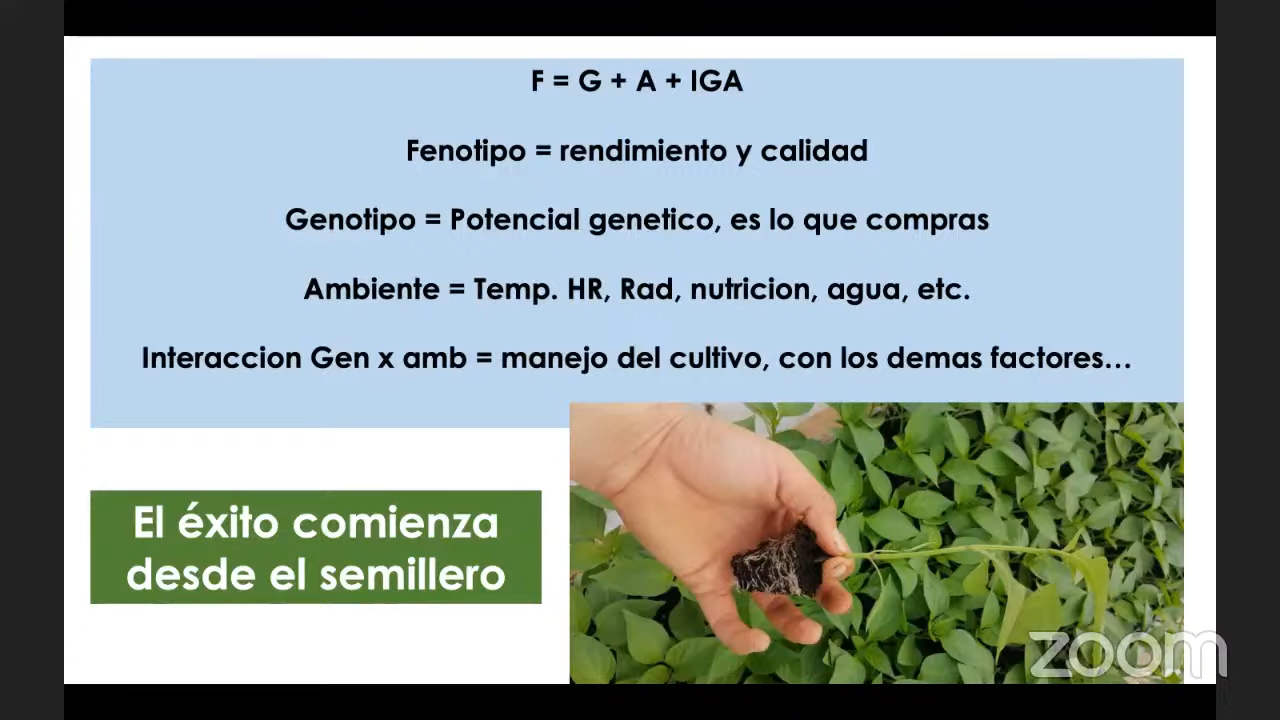 F = G + A + IGA
Fenotipo = rendimiento y calidad
Genotipo = Potencial genetico, es lo que compras
Ambiente = Temp. HR, Rad, nutricion, agua, etc.
Interaccion Gen x amb = manejo del cultivo, con los demas factores...
El éxito comienza
desde el semillero
zoom